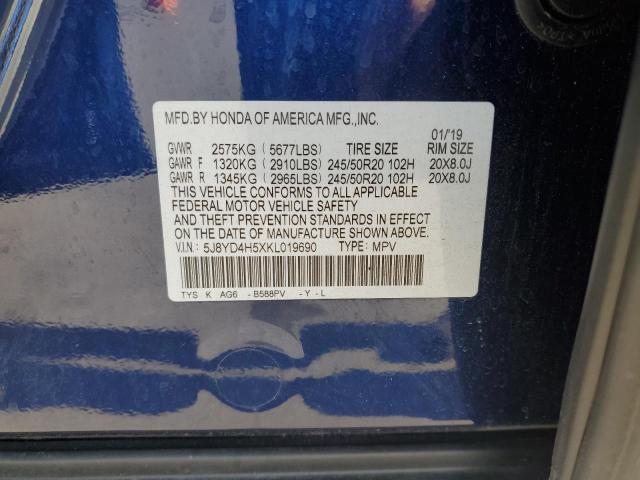 MFD.BY HONDA OF AMERICA MFG.,INC.
01/'19
GVWR 2575KG ( 5677LBS) TIRE SIZE RIM SIZE
GAWR F 1320KG ( 2910LBS) 245/50R20 102H 20X8.0J
GAWR R 1345KG ( 2965LBS) 245/50R20 102H 20X8.0J
THIS VEHICLE CONFORMS TO ALL APPLICABLE
FEDERAL MOTOR VEHICLE SAFETY
AND THEFT PREVENTION STANDARDS IN EFFECT
ON THE DATE OF MANUFACTURE SHOWN ABOVE.
V.I.N.: 5J8YD4H5XKL019690 TYPE: MPV
TYS K AG6 - B588PV - Y - L